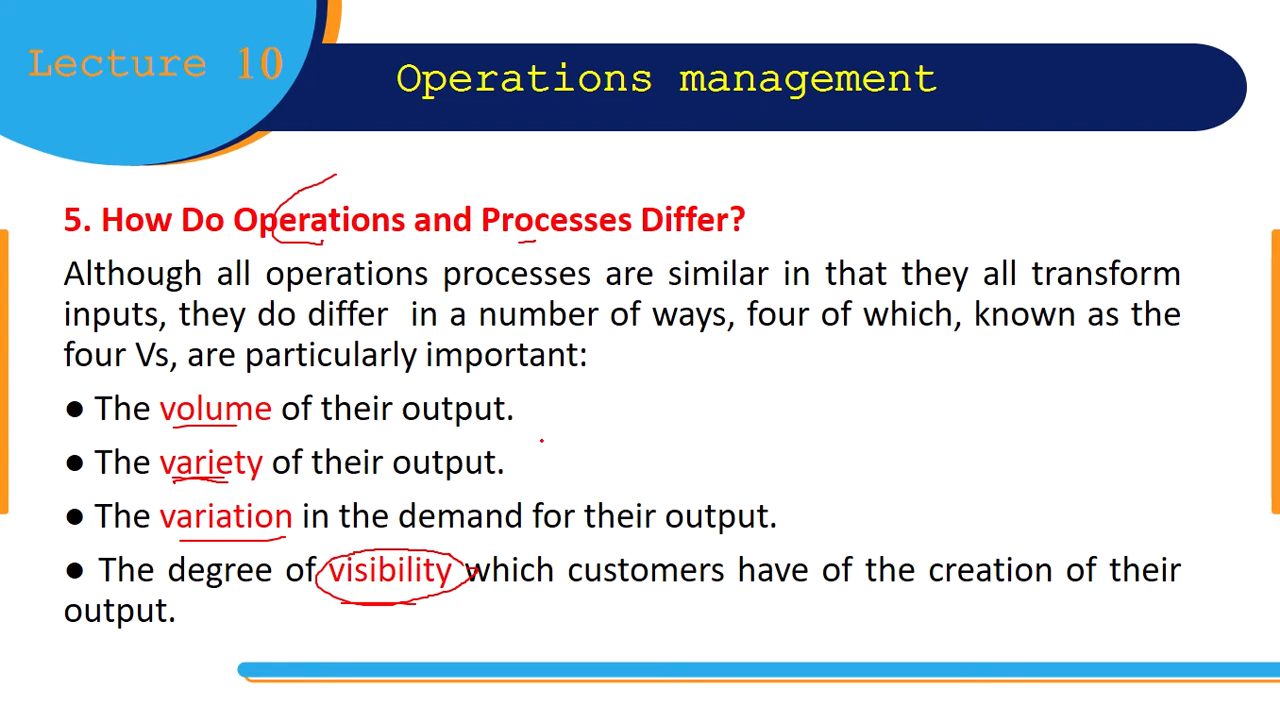 Lecture 10
Operations management
5. How Do Operations and Processes Differ?
Although all operations processes are similar in that they all transform
inputs, they do differ in a number of ways, four of which, known as the
four Vs, are particularly important:
● The volume of their output.
● The variety of their output.
● The variation in the demand for their output.
● The degree of visibility which customers have of the creation of their
output.